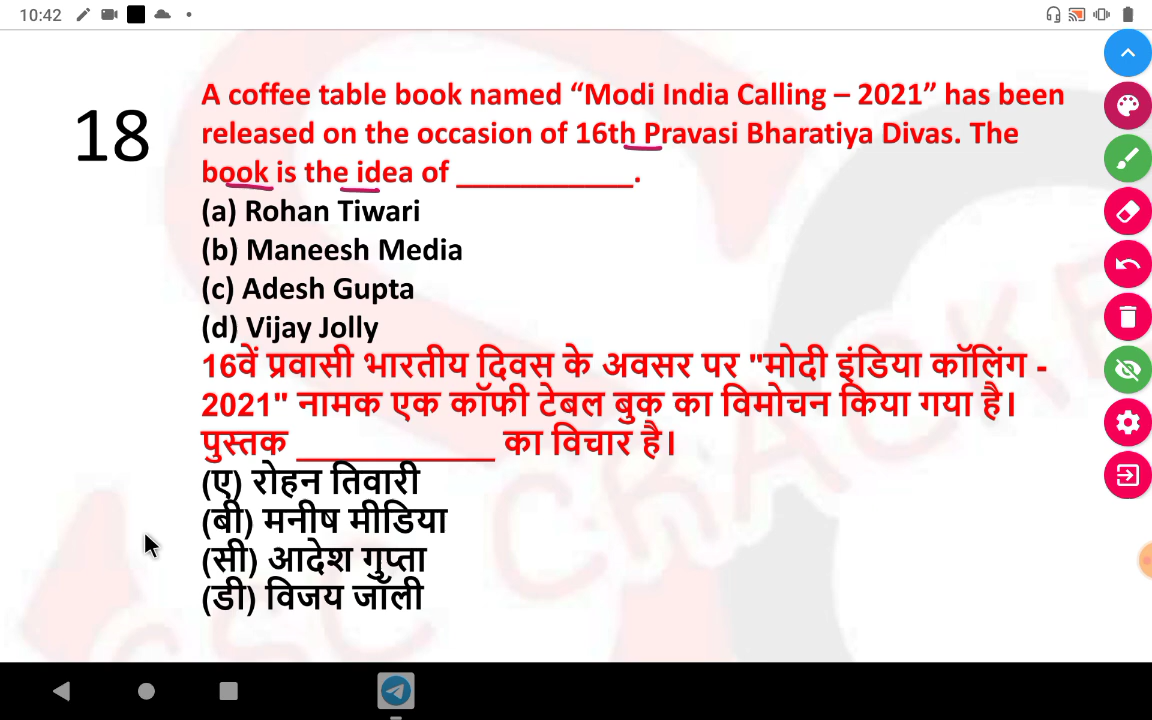 10:42
18
A coffee table book named “Modi India Calling – 2021” has been
released on the occasion of 16th Pravasi Bharatiya Divas. The
book is the idea of ___________.
(a) Rohan Tiwari
(b) Maneesh Media
(c) Adesh Gupta
(d) Vijay Jolly
16वें प्रवासी भारतीय दिवस के अवसर पर "मोदी इंडिया कॉलिंग -
2021" नामक एक कॉफी टेबल बुक का विमोचन किया गया है।
पुस्तक ____________ का विचार है।
(ए) रोहन तिवारी
(बी) मनीष मीडिया
(सी) आदेश गुप्ता
(डी) विजय जॉली